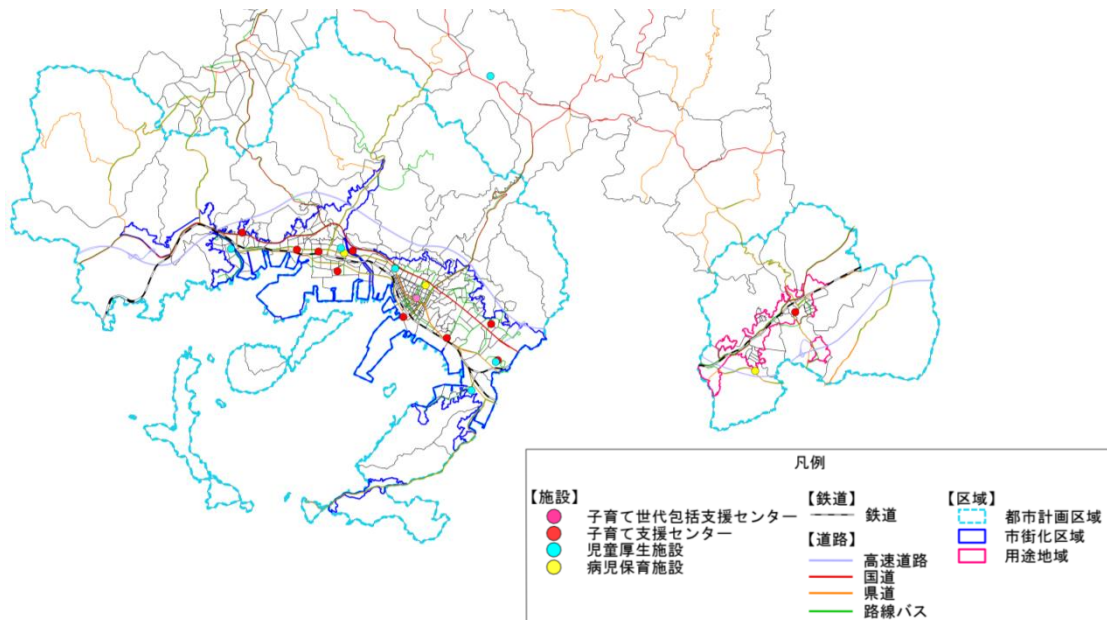 凡例
【施設】
子育て世代包括支援センター
子育て支援センター
児童厚生施設
病児保育施設
【鉄道】
鉄道
【道路】
高速道路
国道
県道
路線バス
【区域】
都市計画区域
市街化区域
用途地域